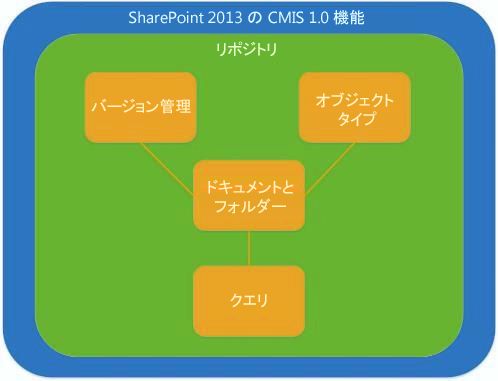 SharePoint 2013 の CMIS 1.0 機能
リポジトリ
バージョン管理
オブジェクト
タイプ
ドキュメントと
フォルダー
クエリ